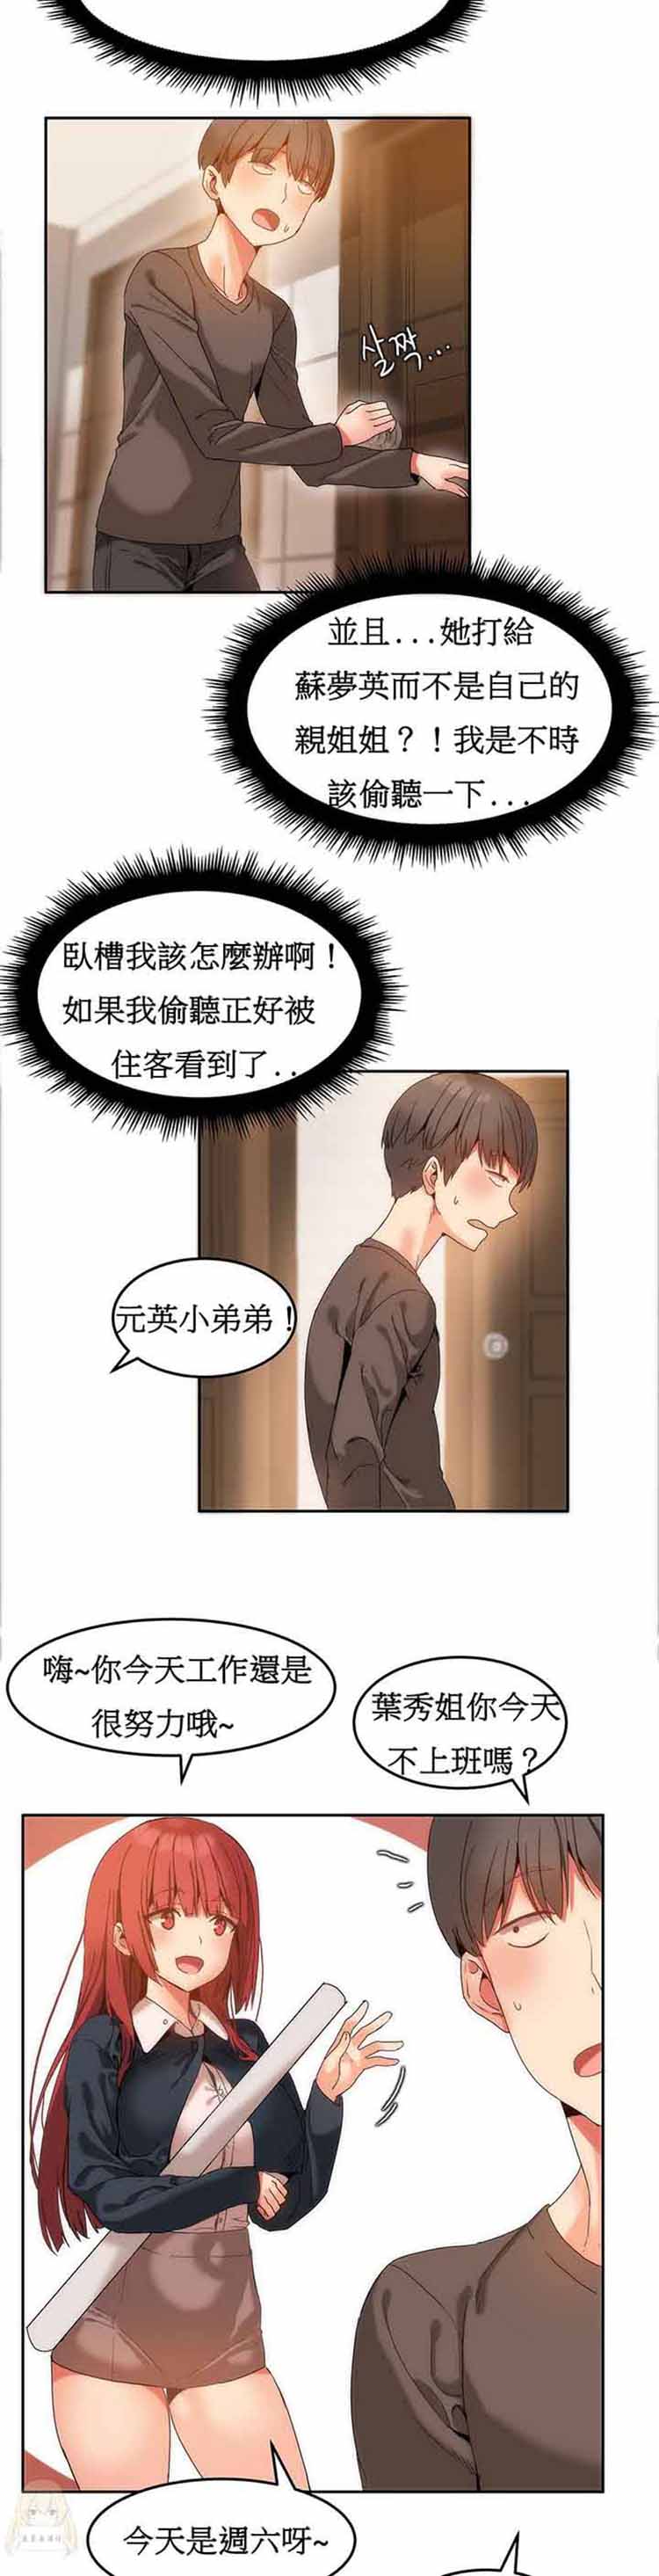 살짝...
並且...她打給
蘇夢英而不是自己的
親姐姐？！我是不時
該偷聽一下...
臥槽我該怎麼辦啊！
如果我偷聽正好被
住客看到了..
元英小弟弟！
嗨~你今天工作還是
很努力哦~
葉秀姐你今天
不上班嗎？
今天是週六呀~